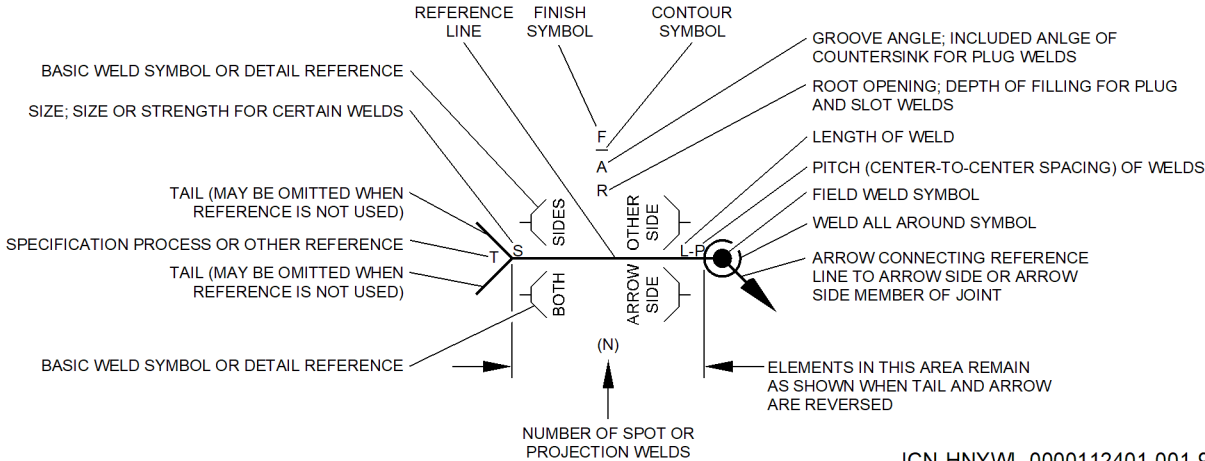 REFERENCE
LINE
FINISH
SYMBOL
CONTOUR
SYMBOL
GROOVE ANGLE; INCLUDED ANLGE OF
COUNTERSINK FOR PLUG WELDS
BASIC WELD SYMBOL OR DETAIL REFERENCE
ROOT OPENING; DEPTH OF FILLING FOR PLUG
AND SLOT WELDS
SIZE; SIZE OR STRENGTH FOR CERTAIN WELDS
F
LENGTH OF WELD
A
PITCH (CENTER-TO-CENTER SPACING) OF WELDS
R
TAIL (MAY BE OMITTED WHEN
REFERENCE IS NOT USED)
FIELD WELD SYMBOL
SIDES
OTHER
SIDE
WELD ALL AROUND SYMBOL
SPECIFICATION PROCESS OR OTHER REFERENCE
T
S
L-P
ARROW CONNECTING REFERENCE
LINE TO ARROW SIDE OR ARROW
SIDE MEMBER OF JOINT
TAIL (MAY BE OMITTED WHEN
REFERENCE IS NOT USED)
BOTH
ARROW
SIDE
(N)
BASIC WELD SYMBOL OR DETAIL REFERENCE
ELEMENTS IN THIS AREA REMAIN
AS SHOWN WHEN TAIL AND ARROW
ARE REVERSED
NUMBER OF SPOT OR
PROJECTION WELDS